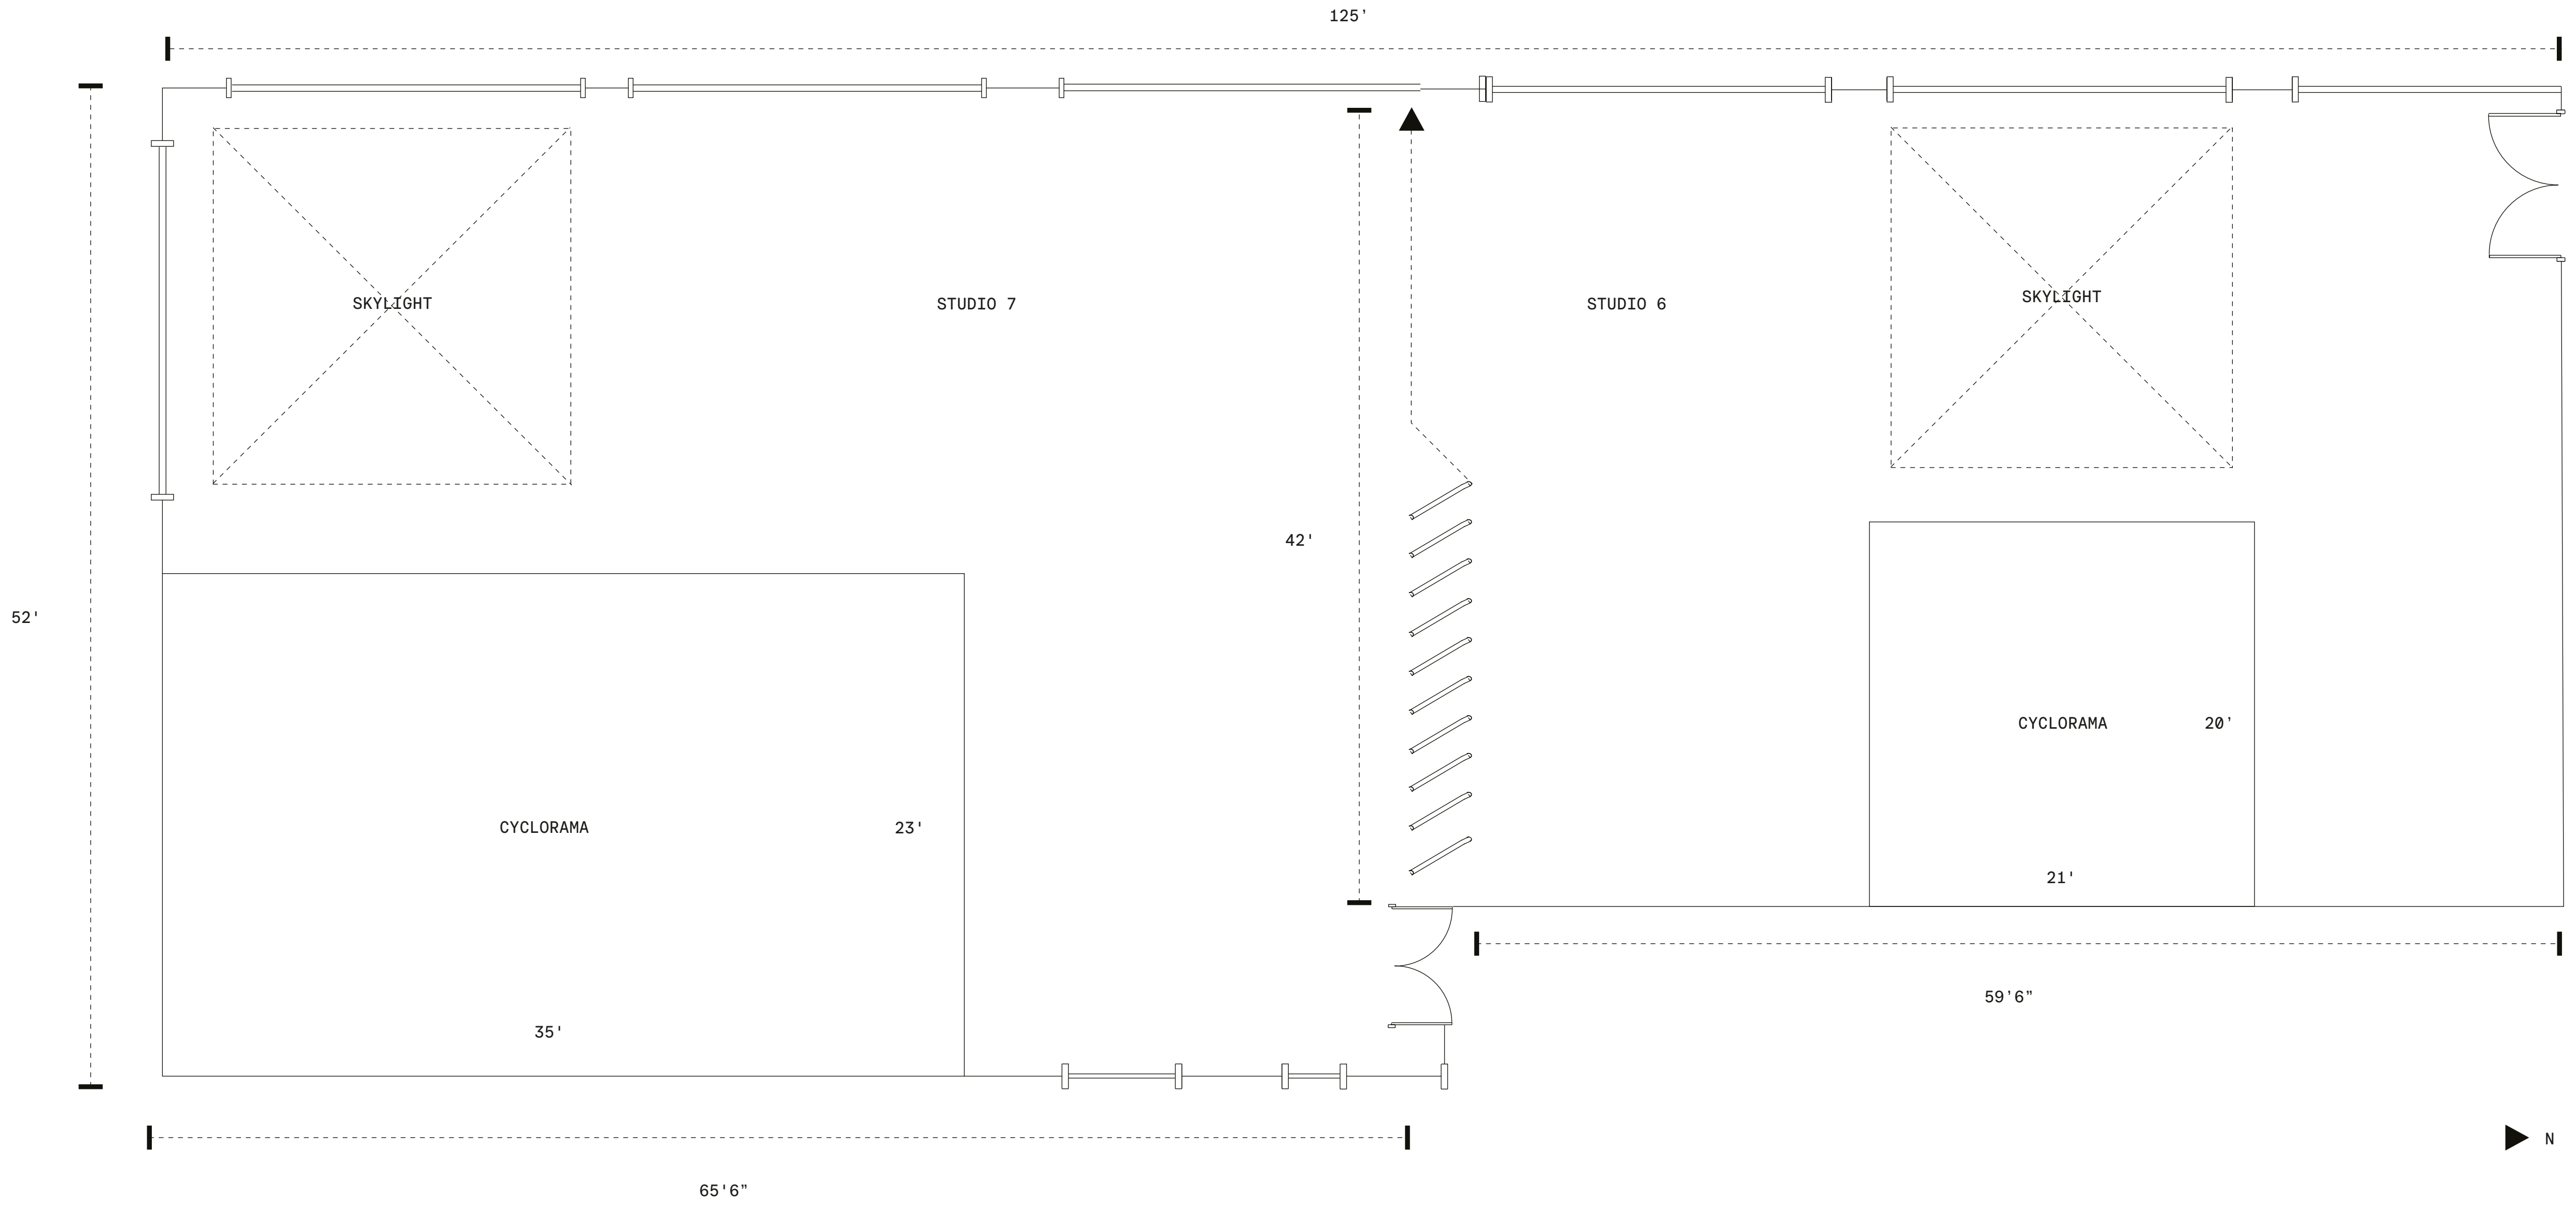 125’
SKYLIGHT
STUDIO 7
STUDIO 6
SKYLIGHT
42'
52'
CYCLORAMA
20’
CYCLORAMA
23'
21'
35'
59’6”
N
65'6”